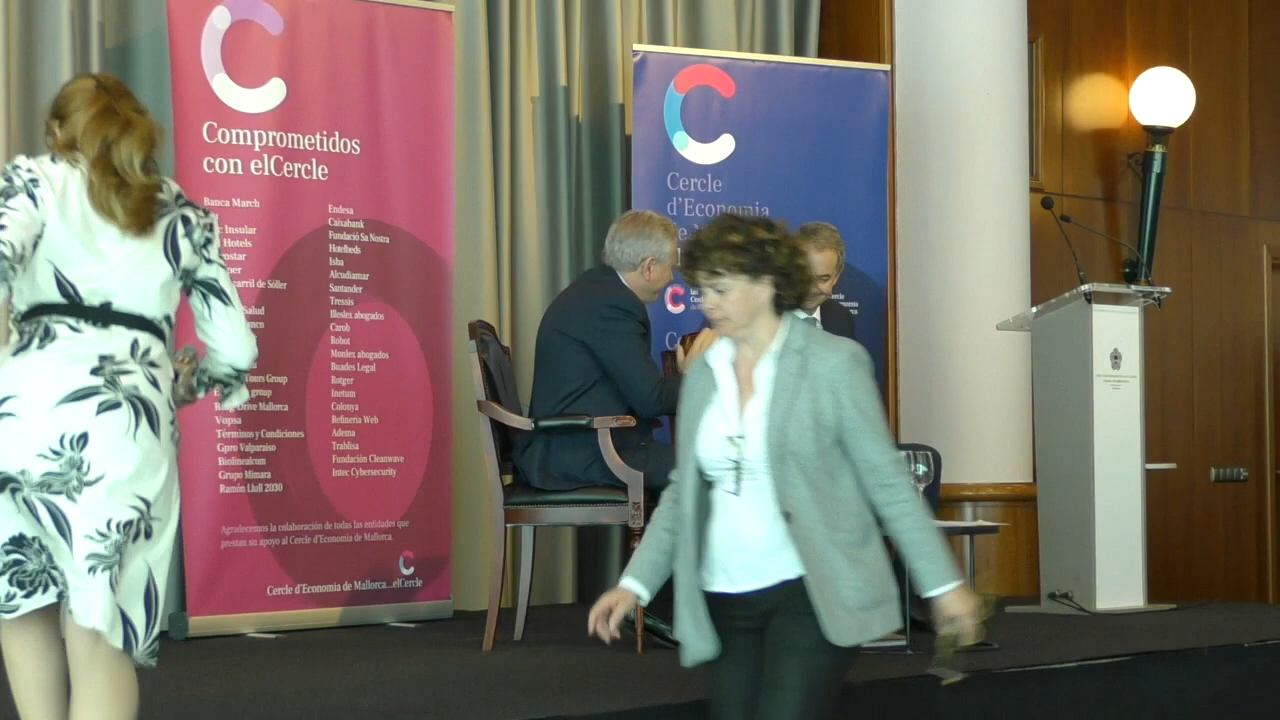 Comprometidos
con elCercle
Banca March
Insular
Hotels
carril de Sóller
Salud
Tours Group
group
Drive Mallorca
Vopsa
Términos y Condiciones
Gpro Valparaiso
Biolinealcom
Grupo Mimara
Ramón Llull 2030
Endesa
Caixabank
Fundació Sa Nostra
Hotelbeds
Isba
Alcudiamar
Santander
Tressis
Illeslex abogados
Carob
Robot
Monlex abogados
Buades Legal
Rotger
Inetum
Colonya
Refinería Web
Adema
Trablisa
Fundación Cleanwave
Intec Cybersecurity
Agradecemos la colaboración de todas las entidades que
prestan su apoyo al Cercle d'Economia de Mallorca.
Cercle d'Economia de Mallorca...elCercle
Cercle
d'Economia